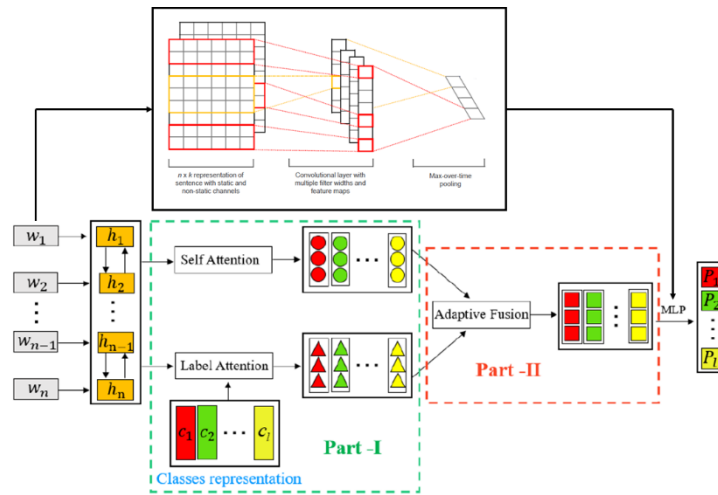 n x k representation of
sentence with static and
non-static channels
Convolutional layer with
multiple filter widths and
feature maps
Max-over-time
pooling
w₁
h₁
Self Attention
w₂
h₂
wₙ₋₁
hₙ₋₁
Adaptive Fusion
MLP
P₁
P₂
Pₗ
Label Attention
wₙ
hₙ
Part -II
c₁ c₂ ··· cₗ
Part -I
Classes representation